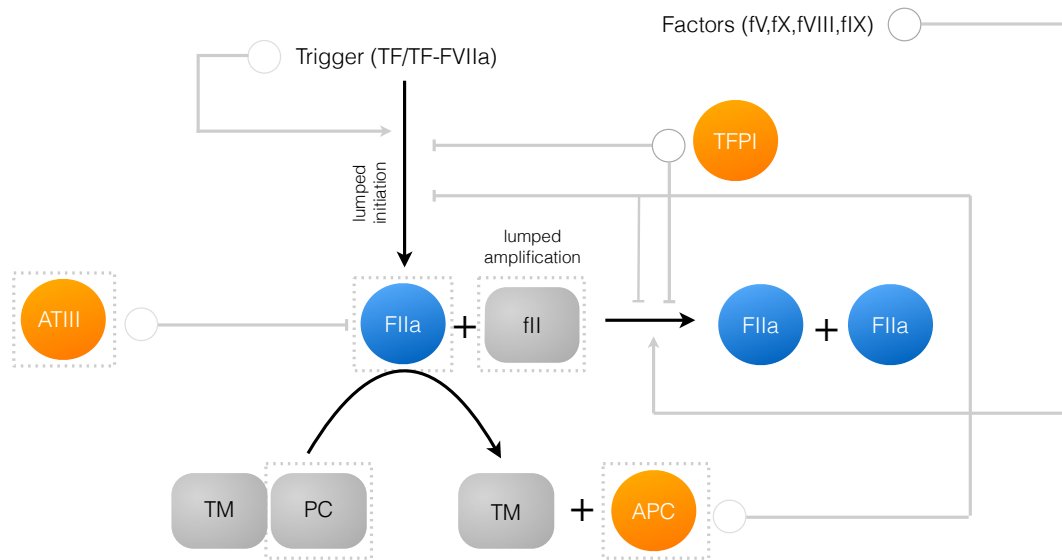 Factors (fV,fX,fVIII,fIX)
Trigger (TF/TF-FVIIa)
TFPI
lumped
initiation
lumped
amplification
ATIII
FIIa + fII
FIIa + FIIa
TM PC
TM + APC